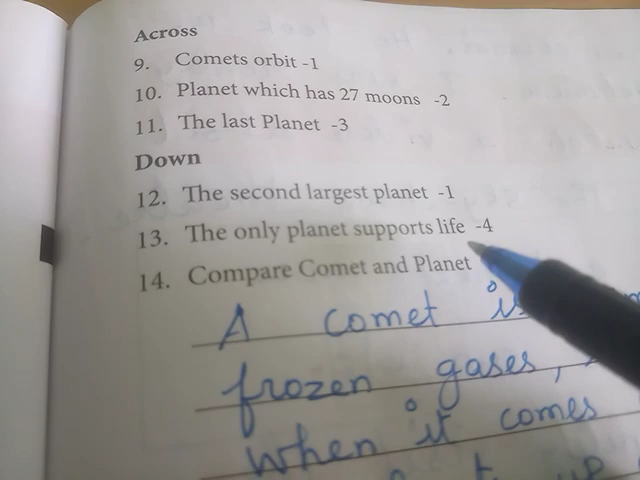 Across
9. Comets orbit -1
10. Planet which has 27 moons -2
11. The last Planet -3
Down
12. The second largest planet -1
13. The only planet supports life -4
14. Compare Comet and Planet
A comet
frozen gases,
when it comes